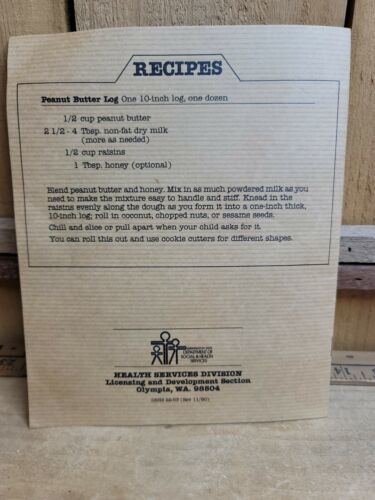 RECIPES
Peanut Butter Log One 10-inch log, one dozen
1/2 cup peanut butter
2 1/2 - 4 Tbsp. non-fat dry milk
(more as needed)
1/2 cup raisins
1 Tbsp. honey (optional)
Blend peanut butter and honey. Mix in as much powdered milk as you
need to make the mixture easy to handle and stiff. Knead in the
raisins evenly along the dough as you form it into a one-inch thick,
10-inch log; roll in coconut, chopped nuts, or sesame seeds.
Chill and slice or pull apart when your child asks for it.
You can roll this out and use cookie cutters for different shapes.
WASHINGTON STATE
DEPARTMENT OF
SOCIAL & HEALTH
SERVICES
HEALTH SERVICES DIVISION
Licensing and Development Section
Olympia, WA. 98504
(Rev 11/80)